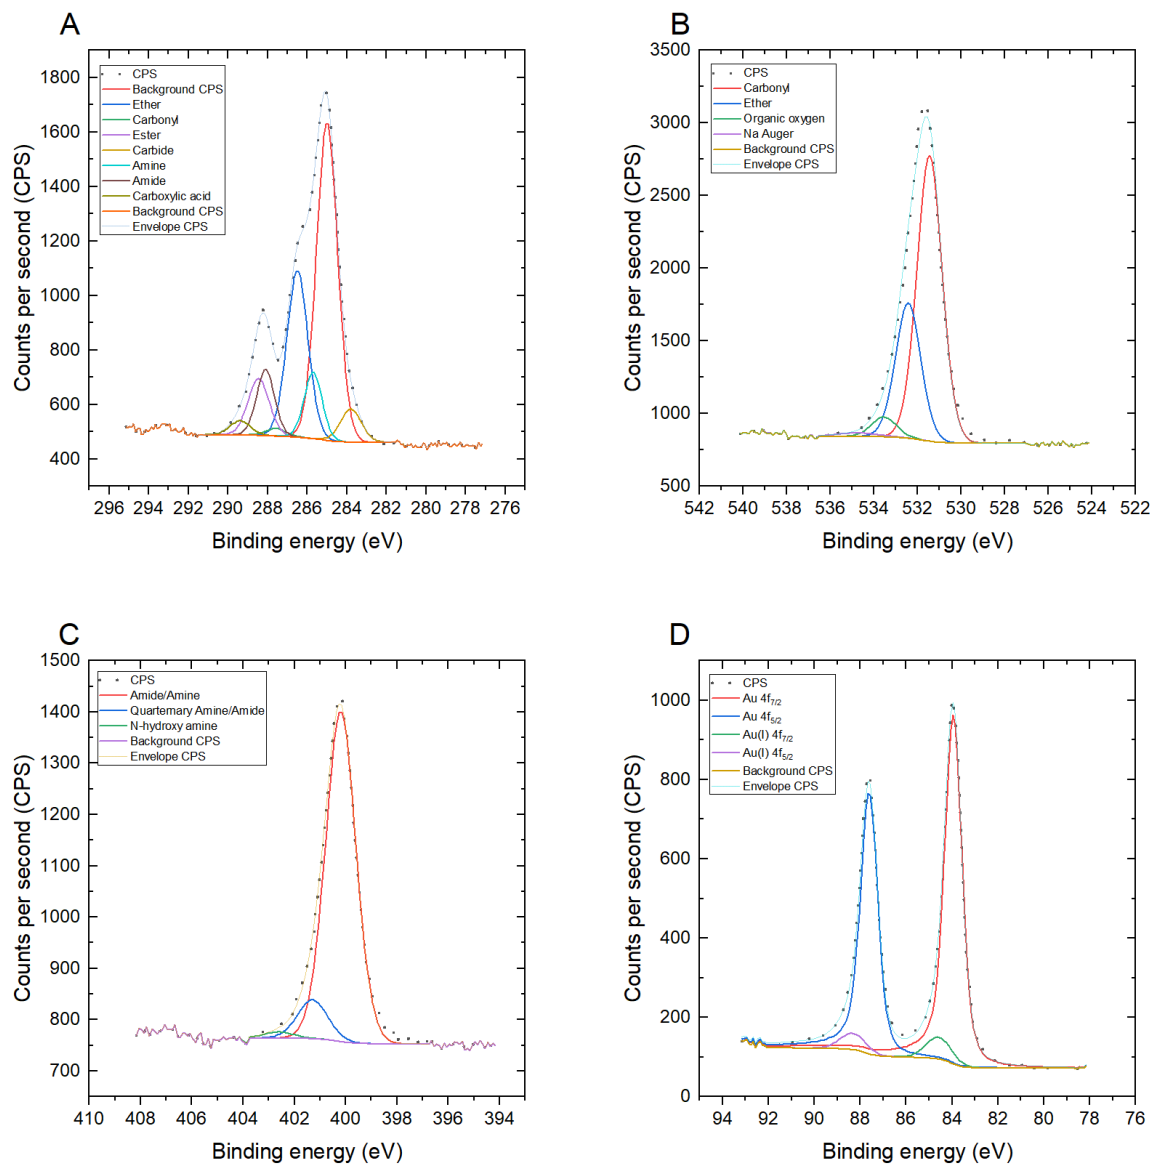 A
Counts per second (CPS)
1800
1600
1400
1200
1000
800
600
400
CPS
Background CPS
Ether
Carbonyl
Ester
Carbide
Amine
Amide
Carboxylic acid
Background CPS
Envelope CPS
296 294 292 290 288 286 284 282 280 278 276
Binding energy (eV)
B
Counts per second (CPS)
3500
3000
2500
2000
1500
1000
500
CPS
Carbonyl
Ether
Organic oxygen
Na Auger
Background CPS
Envelope CPS
542 540 538 536 534 532 530 528 526 524 522
Binding energy (eV)
C
Counts per second (CPS)
1500
1400
1300
1200
1100
1000
900
800
700
CPS
Amide/Amine
Quarternary Amine/Amide
N-hydroxy amine
Background CPS
Envelope CPS
410 408 406 404 402 400 398 396 394
Binding energy (eV)
D
Counts per second (CPS)
1000
800
600
400
200
0
CPS
Au 4f7/2
Au 4f5/2
Au(I) 4f7/2
Au(I) 4f5/2
Background CPS
Envelope CPS
94 92 90 88 86 84 82 80 78 76
Binding energy (eV)